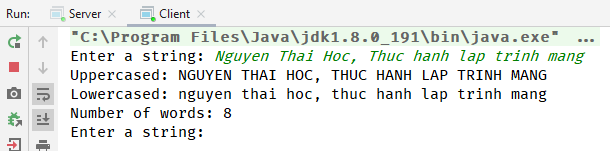 Run: Server × Client ×
"C:\Program Files\Java\jdk1.8.0_191\bin\java.exe" ...
Enter a string: Nguyen Thai Hoc, Thuc hanh lap trinh mang
Uppercased: NGUYEN THAI HOC, THUC HANH LAP TRINH MANG
Lowercased: nguyen thai hoc, thuc hanh lap trinh mang
Number of words: 8
Enter a string: